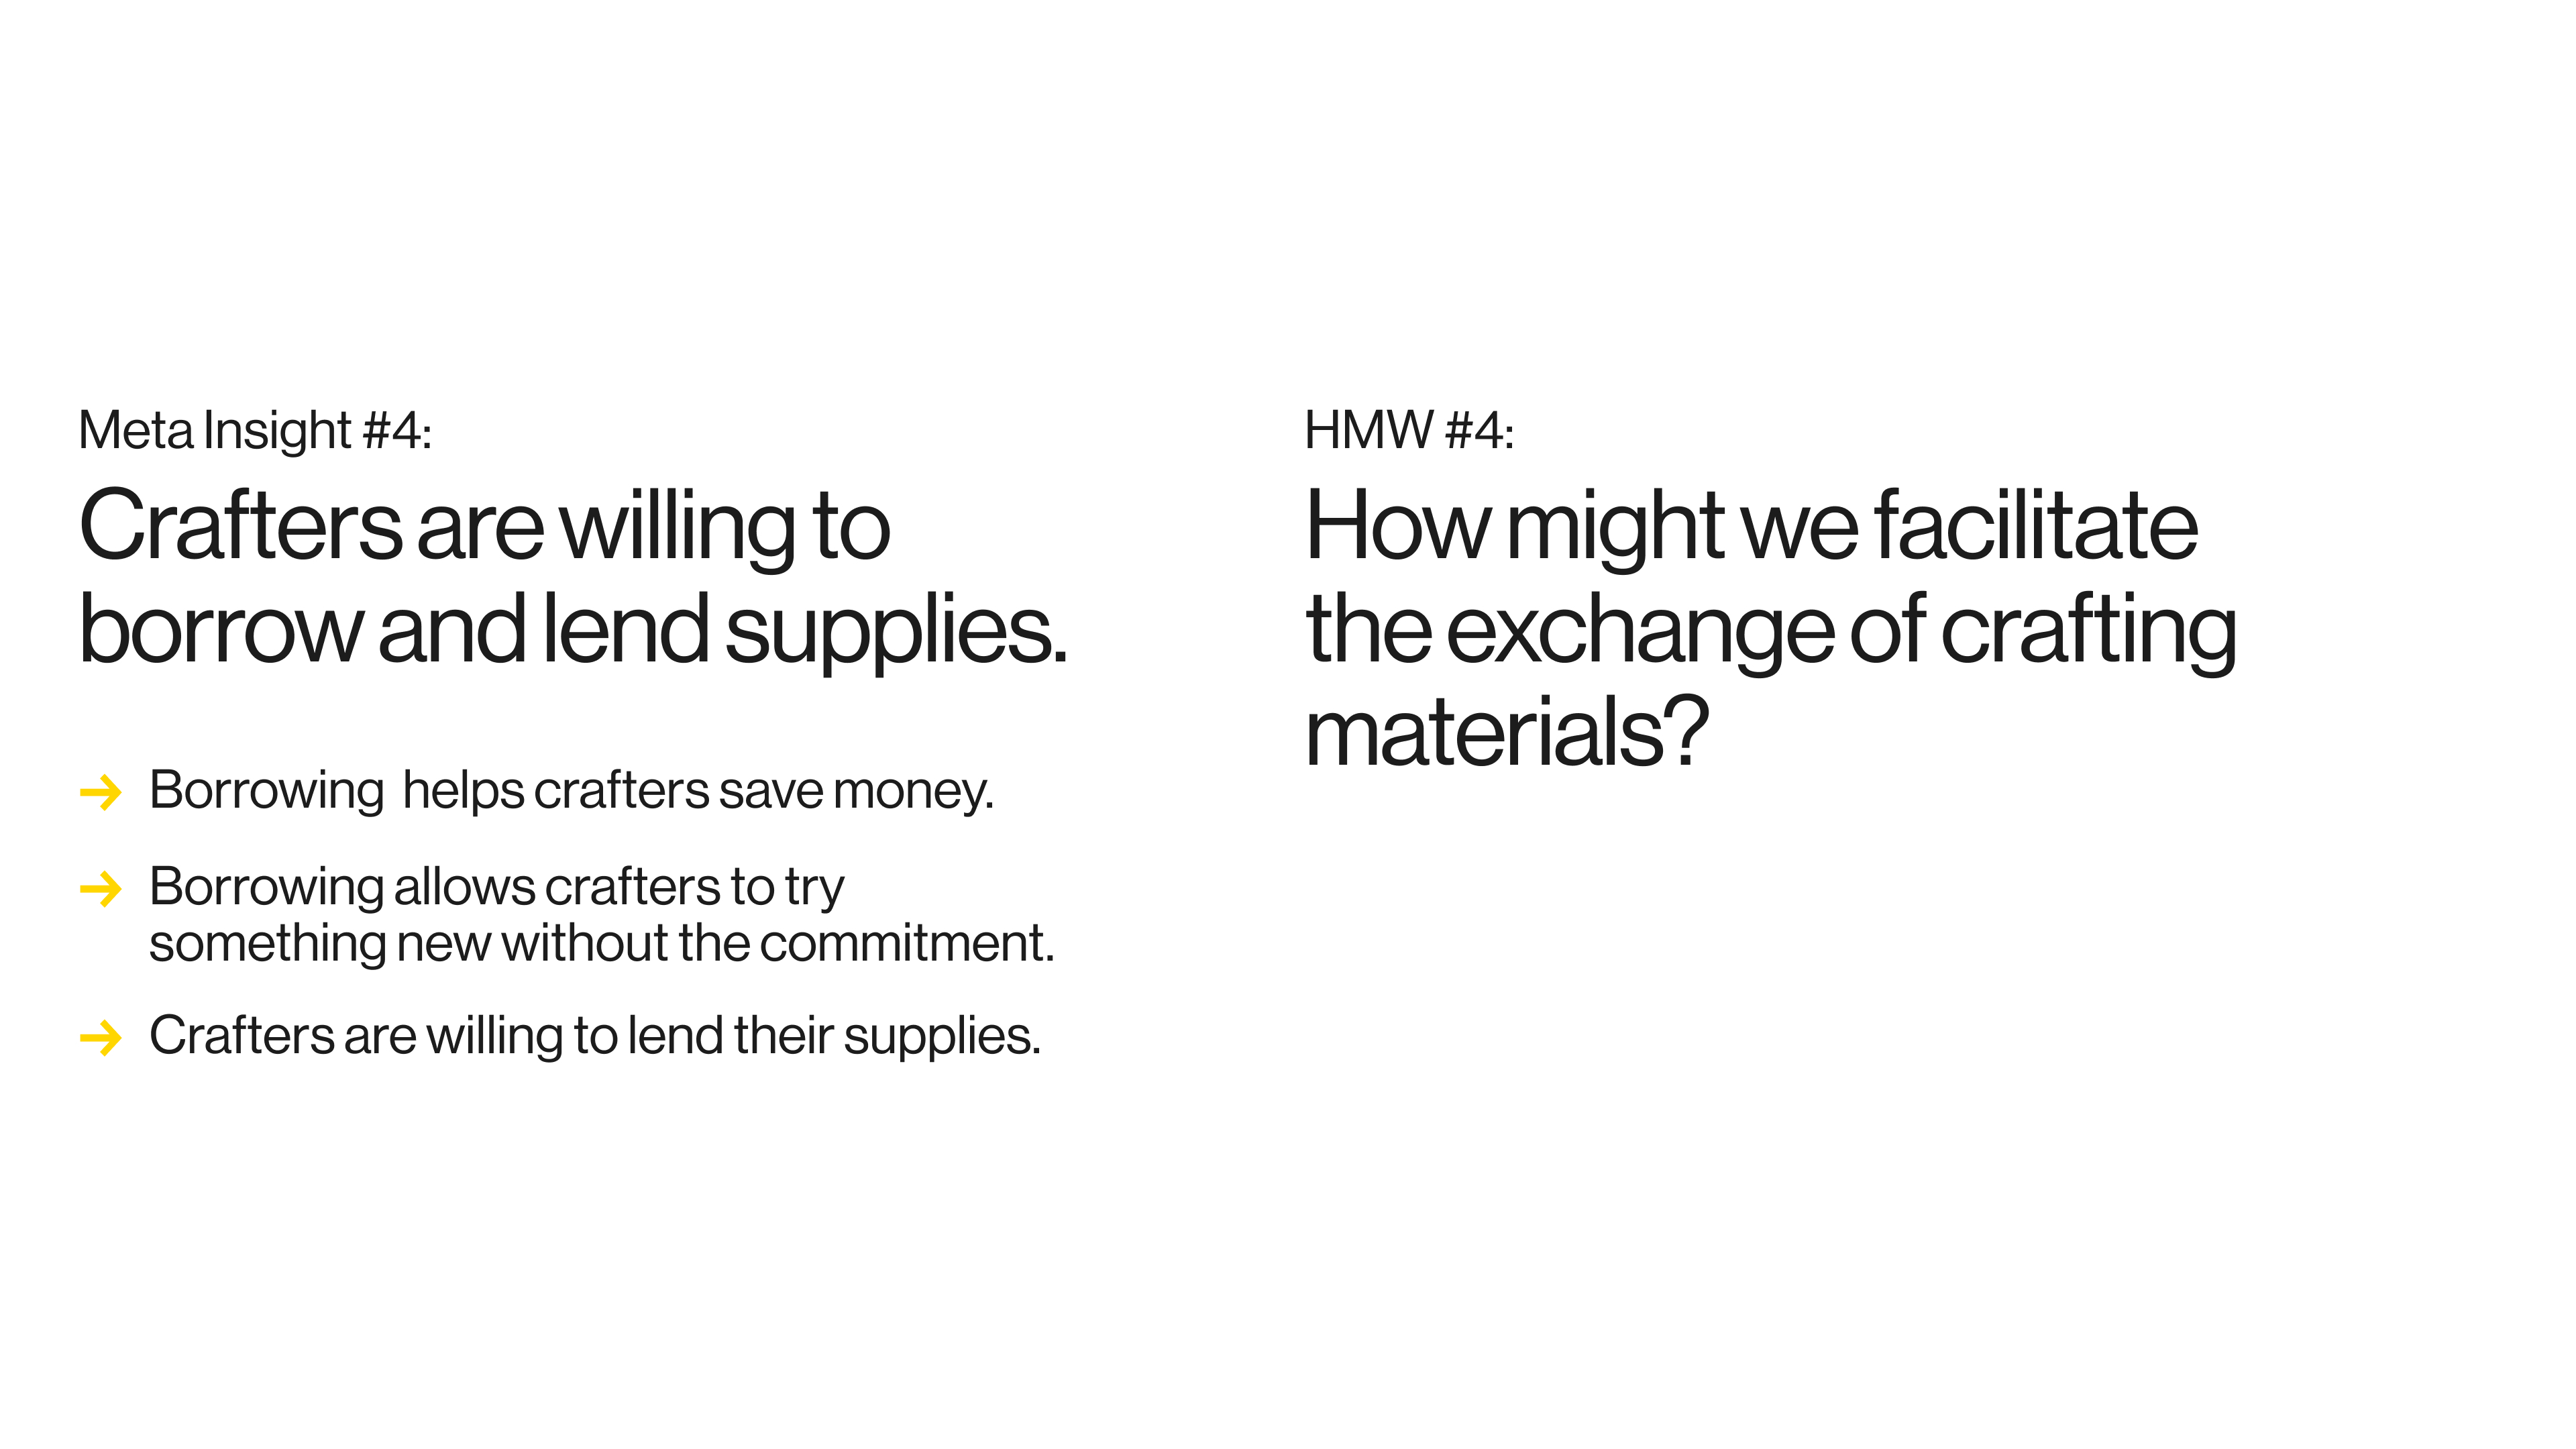 Meta Insight #4:
Crafters are willing to
borrow and lend supplies.
→ Borrowing  helps crafters save money.
→ Borrowing allows crafters to try
something new without the commitment.
→ Crafters are willing to lend their supplies.
HMW #4:
How might we facilitate
the exchange of crafting
materials?